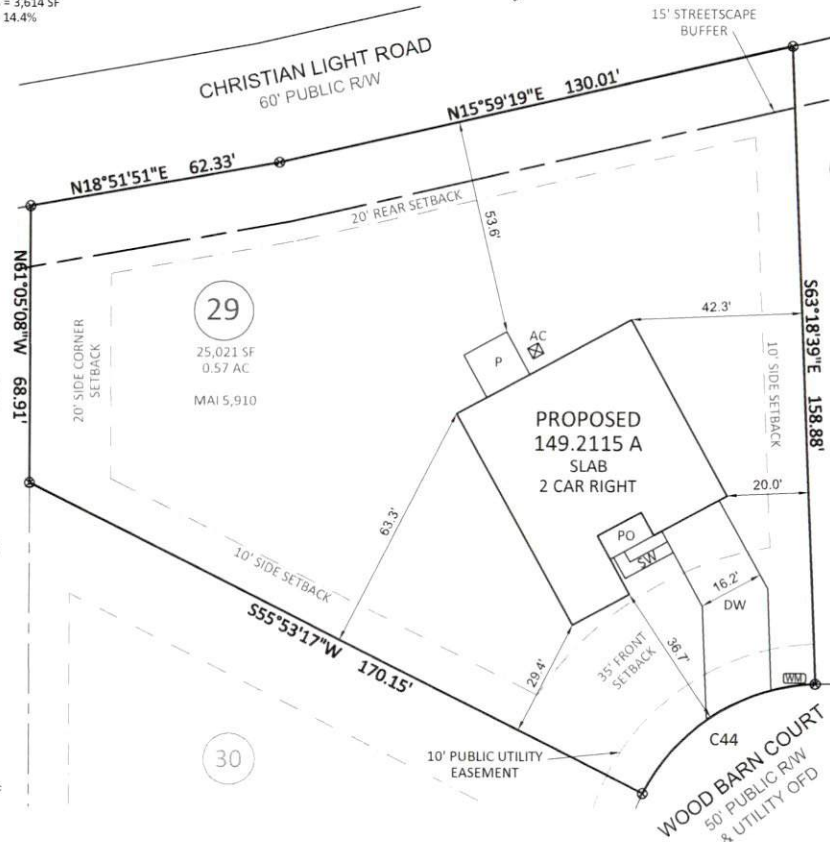 = 3,614 SF
14.4%
15' STREETSCAPE
BUFFER
CHRISTIAN LIGHT ROAD
60' PUBLIC R/W
N15°59'19"E 130.01'
N18°51'51"E 62.33'
20' REAR SETBACK
53.6'
N61°05'08"W 68.91'
S63°18'39"E 158.88'
29
25,021 SF
0.57 AC
MAI 5,910
20' SIDE CORNER
SETBACK
42.3'
P
AC
10' SIDE SETBACK
PROPOSED
149.2115 A
SLAB
2 CAR RIGHT
20.0'
63.3'
PO
SW
16.2'
DW
10' SIDE SETBACK
S55°53'17"W 170.15'
29.4'
35' FRONT
SETBACK
36.7'
WM
C44
30
10' PUBLIC UTILITY
EASEMENT
WOOD BARN COURT
50' PUBLIC R/W
& UTILITY OFD